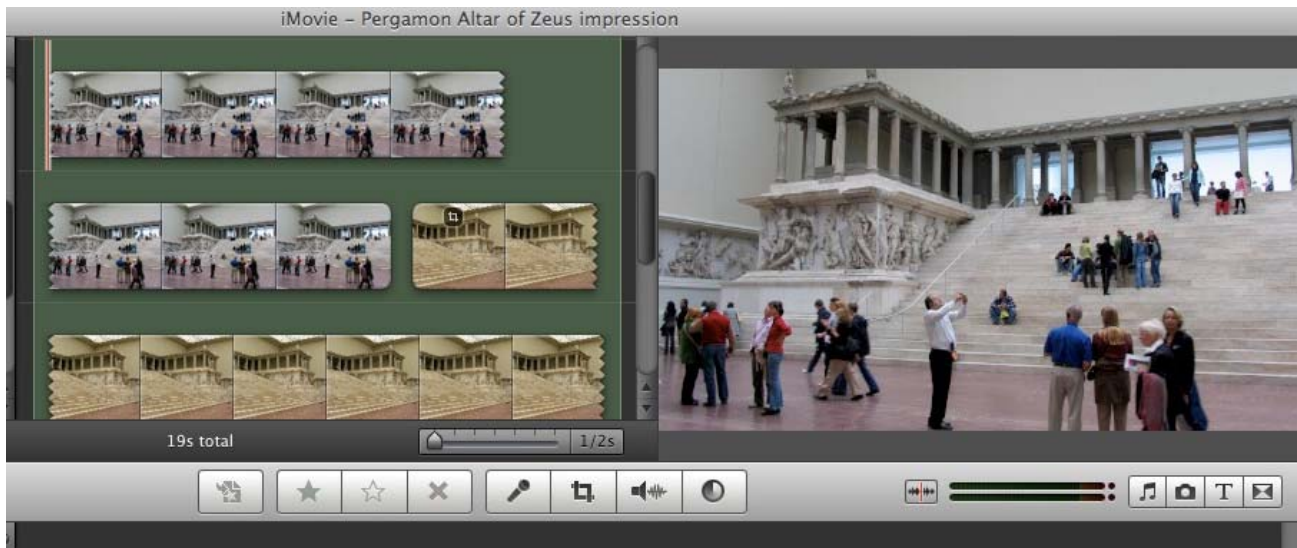 iMovie – Pergamon Altar of Zeus impression
19s total
1/2s
T